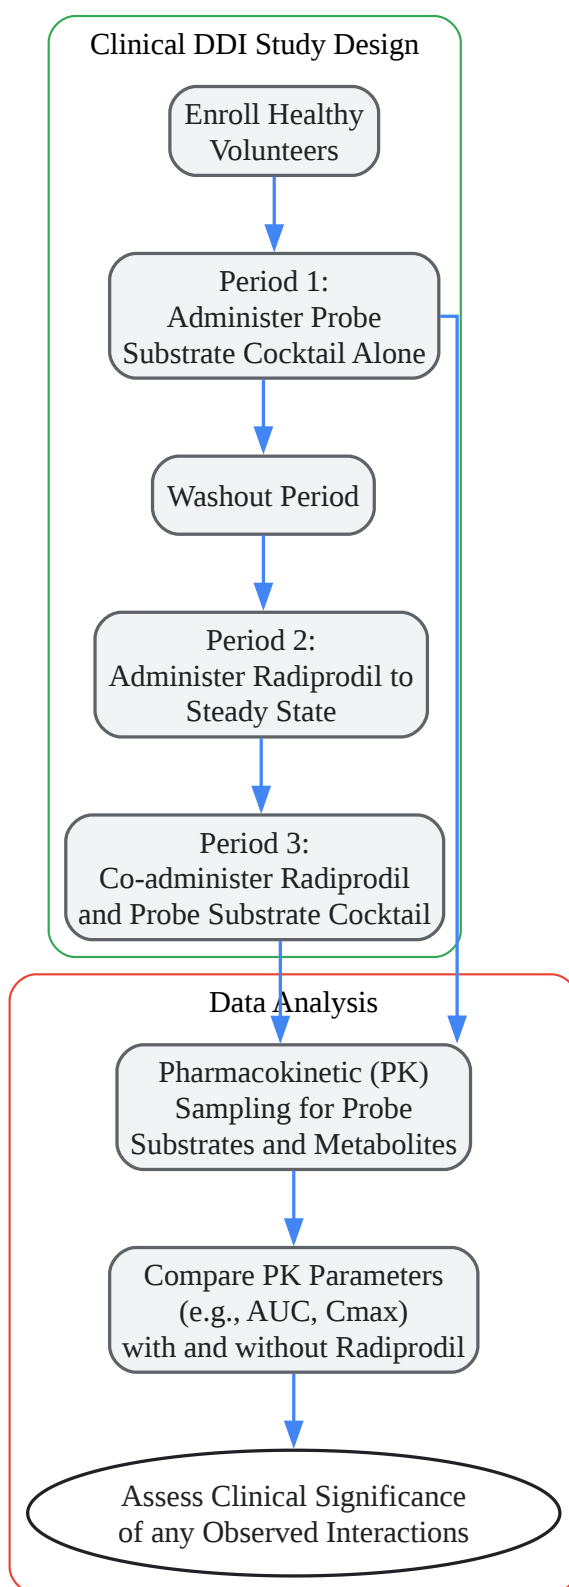 Clinical DDI Study Design
Enroll Healthy
Volunteers
Period 1:
Administer Probe
Substrate Cocktail Alone
Washout Period
Period 2:
Administer Radiprodil to
Steady State
Period 3:
Co-administer Radiprodil
and Probe Substrate Cocktail
Data Analysis
Pharmacokinetic (PK)
Sampling for Probe
Substrates and Metabolites
Compare PK Parameters
(e.g., AUC, Cmax)
with and without Radiprodil
Assess Clinical Significance
of any Observed Interactions